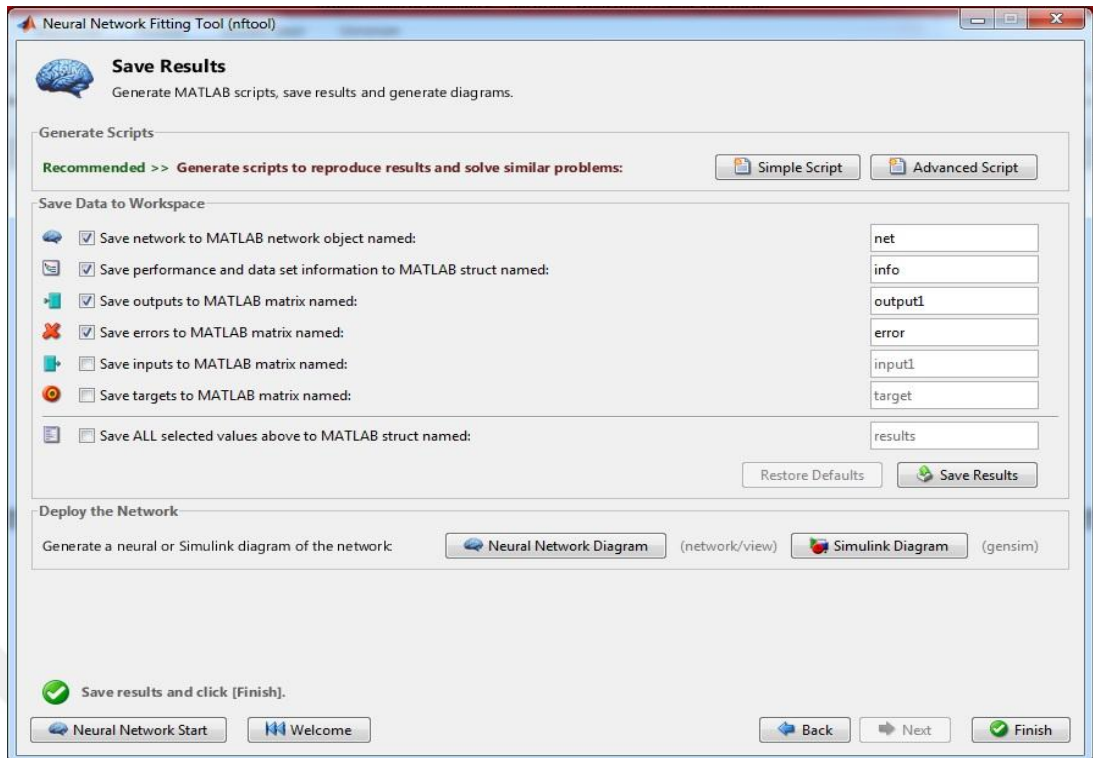 Neural Network Fitting Tool (nftool)
Save Results
Generate MATLAB scripts, save results and generate diagrams.
Generate Scripts
Recommended >> Generate scripts to reproduce results and solve similar problems: Simple Script Advanced Script
Save Data to Workspace
Save network to MATLAB network object named: net
Save performance and data set information to MATLAB struct named: info
Save outputs to MATLAB matrix named: output1
Save errors to MATLAB matrix named: error
Save inputs to MATLAB matrix named: input1
Save targets to MATLAB matrix named: target
Save ALL selected values above to MATLAB struct named: results
Restore Defaults Save Results
Deploy the Network
Generate a neural or Simulink diagram of the network: Neural Network Diagram (network/view) Simulink Diagram (gensim)
Save results and click [Finish].
Neural Network Start Welcome Back Next Finish